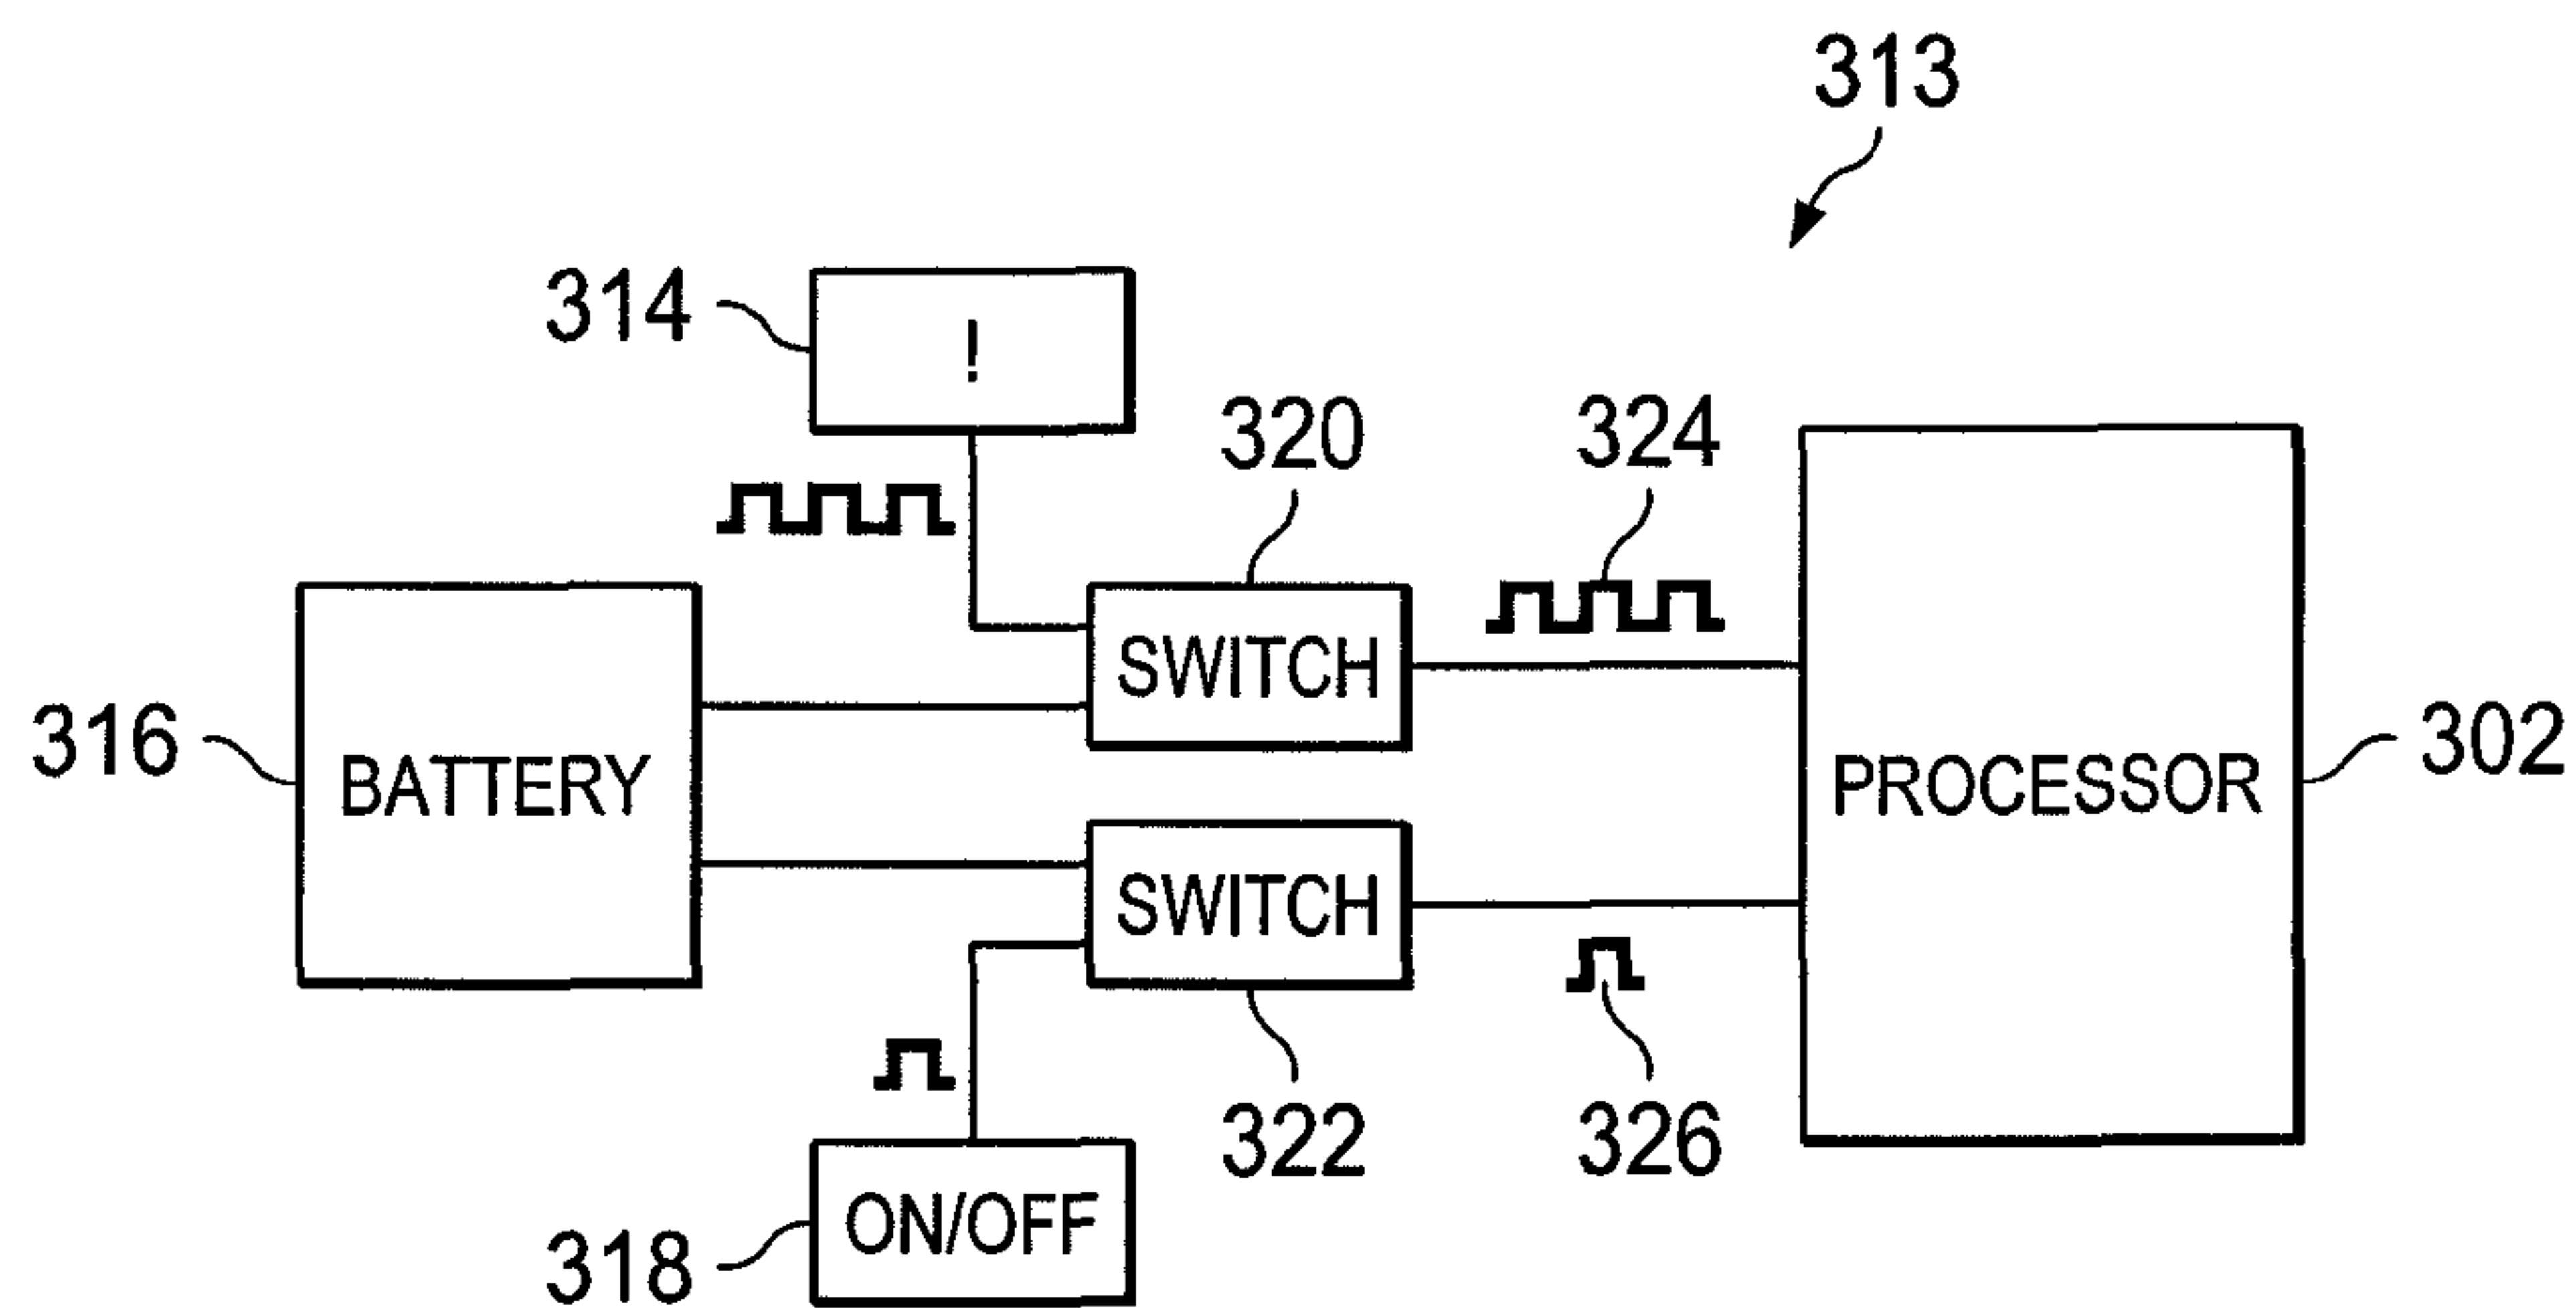 313
314
!
320
324
SWITCH
316
BATTERY
PROCESSOR
302
SWITCH
322
326
318
ON/OFF